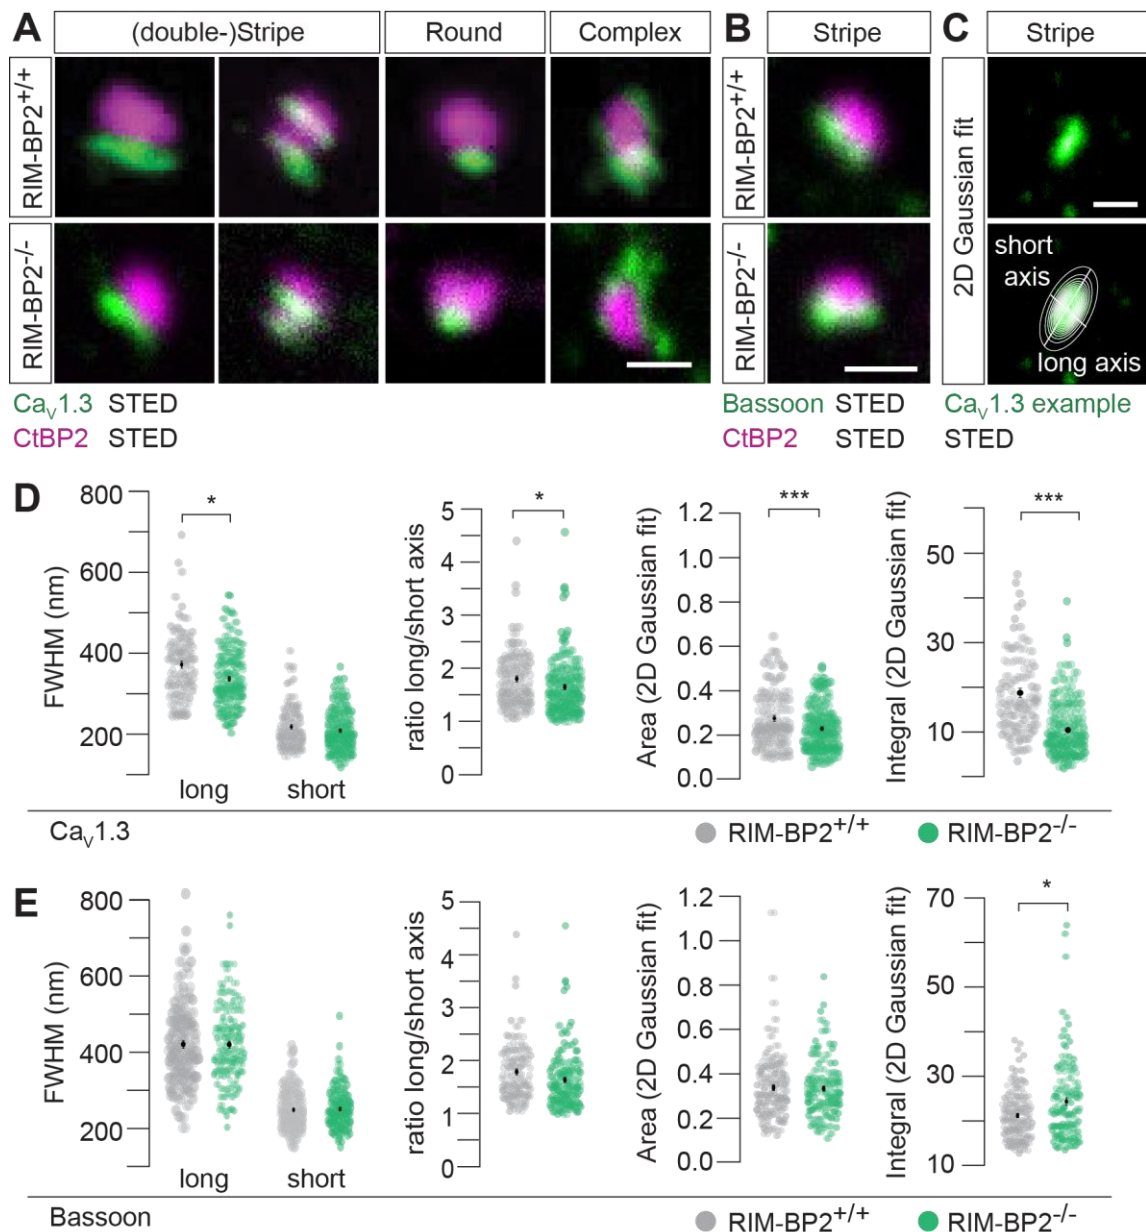 A (double-)Stripe Round Complex B Stripe C Stripe
RIM-BP2+/+
RIM-BP2-/-
RIM-BP2+/+
RIM-BP2-/-
2D Gaussian fit
short
axis
long axis
CaV1.3 STED
CtBP2 STED
Bassoon STED
CtBP2 STED
CaV1.3 example
STED
D
FWHM (nm)
800
600
400
200
long short
*
ratio long/short axis
5
4
3
2
1
0
*
Area (2D Gaussian fit)
1.2
1.0
0.8
0.6
0.4
0.2
0.0
***
Integral (2D Gaussian fit)
50
30
10
***
CaV1.3 RIM-BP2+/+ RIM-BP2-/-
E
FWHM (nm)
800
600
400
200
long short
ratio long/short axis
5
4
3
2
1
0
Area (2D Gaussian fit)
1.2
1.0
0.8
0.6
0.4
0.2
0.0
Integral (2D Gaussian fit)
70
50
30
10
*
Bassoon RIM-BP2+/+ RIM-BP2-/-